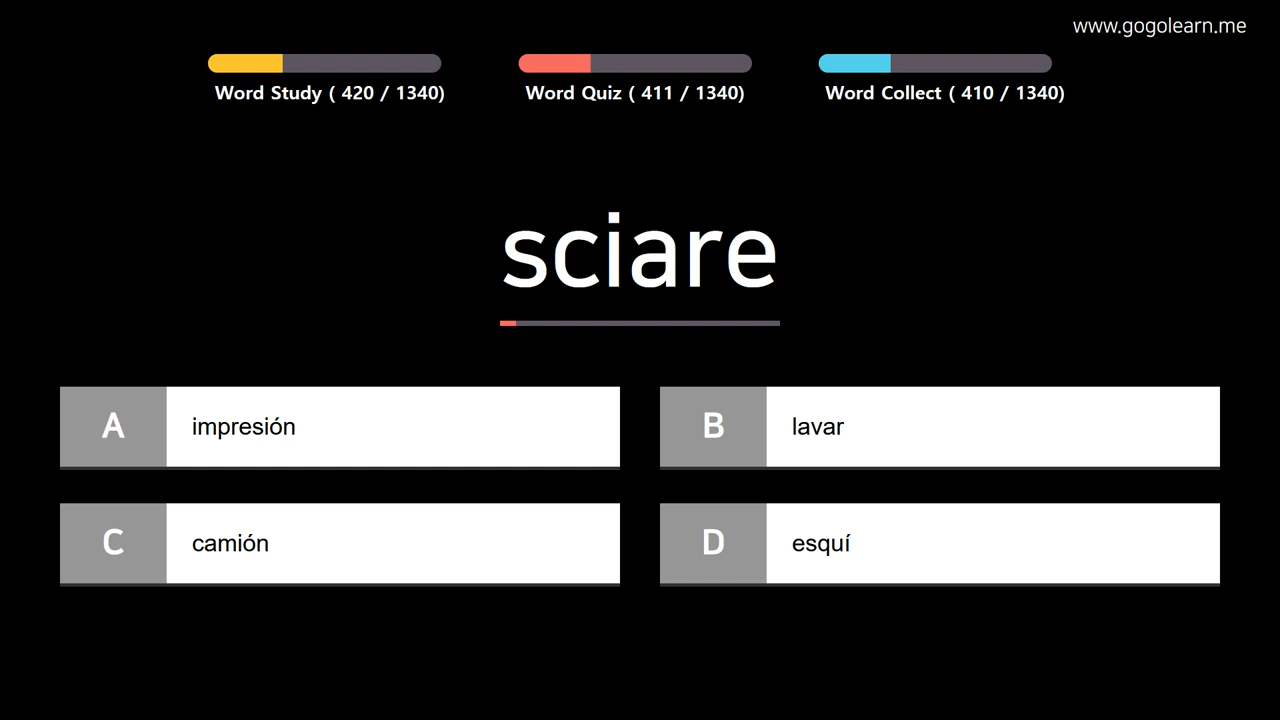 www.gogolearn.me
Word Study ( 420 / 1340)
Word Quiz ( 411 / 1340)
Word Collect ( 410 / 1340)
sciare
A impresión
B lavar
C camión
D esquí